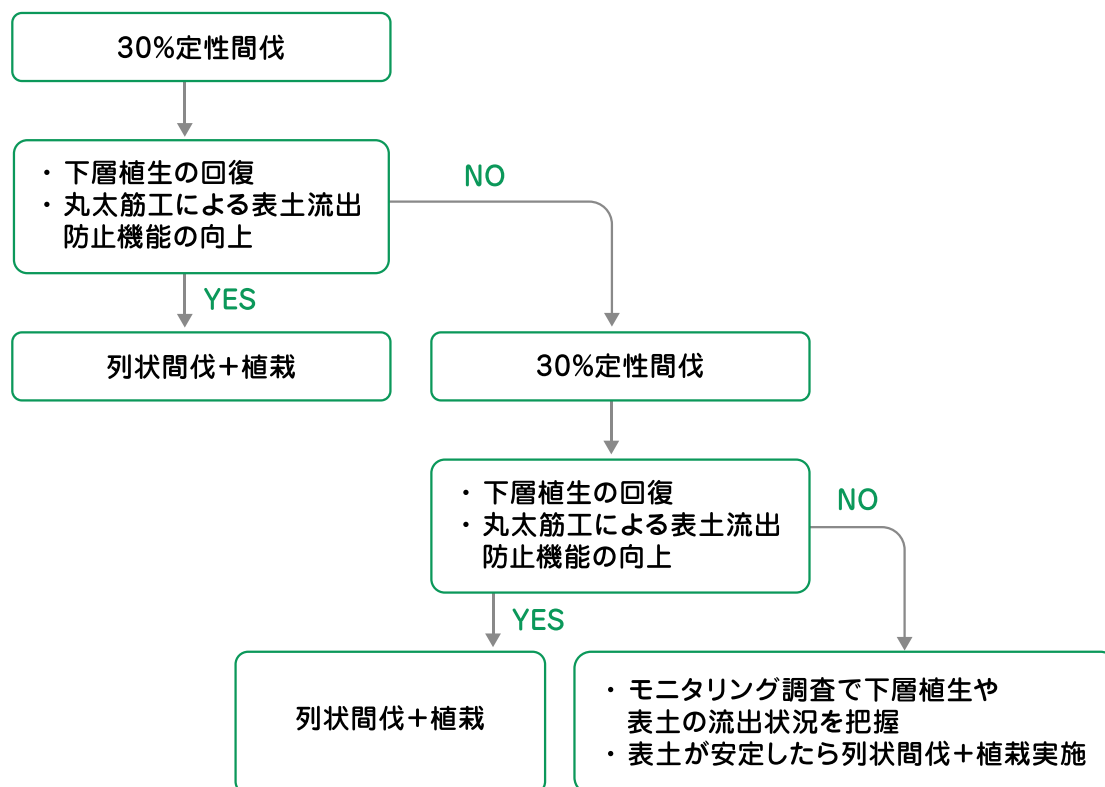 30%定性間伐
・ 下層植生の回復
・ 丸太筋工による表土流出
防止機能の向上
NO
YES
列状間伐＋植栽
30%定性間伐
・ 下層植生の回復
・ 丸太筋工による表土流出
防止機能の向上
NO
YES
列状間伐＋植栽
・ モニタリング調査で下層植生や
表土の流出状況を把握
・ 表土が安定したら列状間伐＋植栽実施